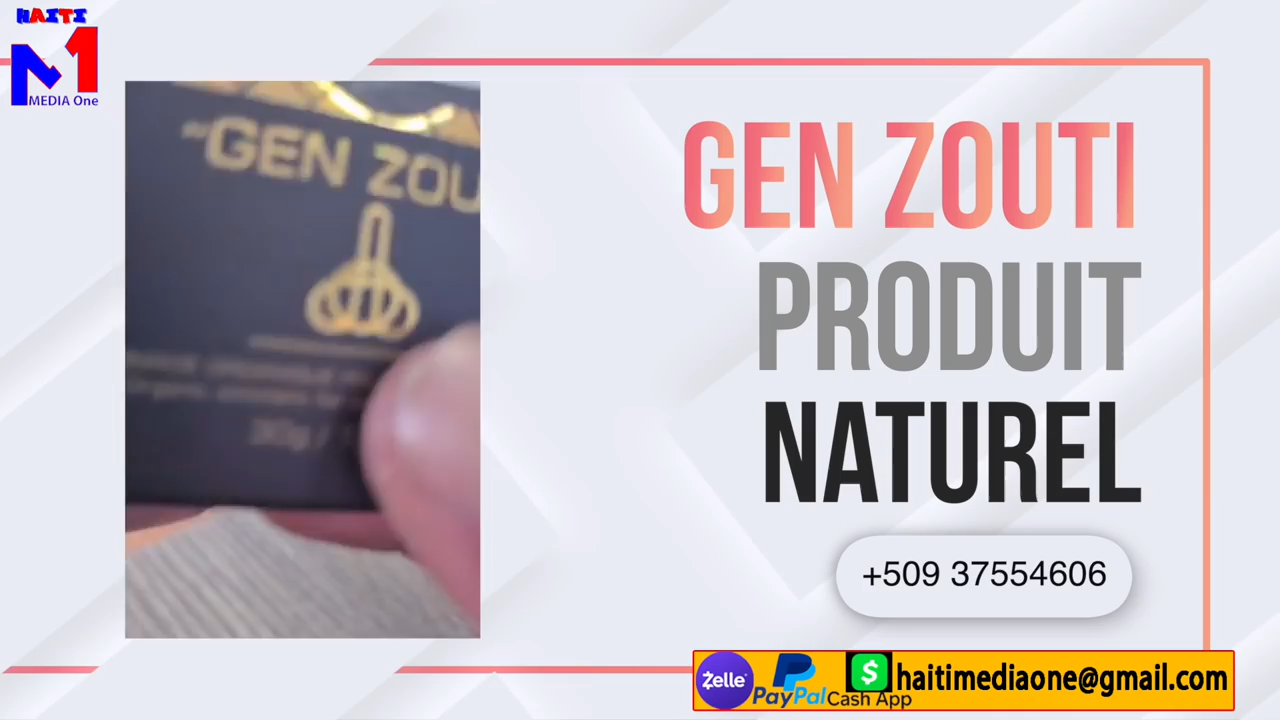 HAITI
M1
MEDIA One
"GEN ZOU
GEN ZOUTI
PRODUIT
NATUREL
+509 37554606
Zelle
PayPal
$
Cash App
haitimediaone@gmail.com